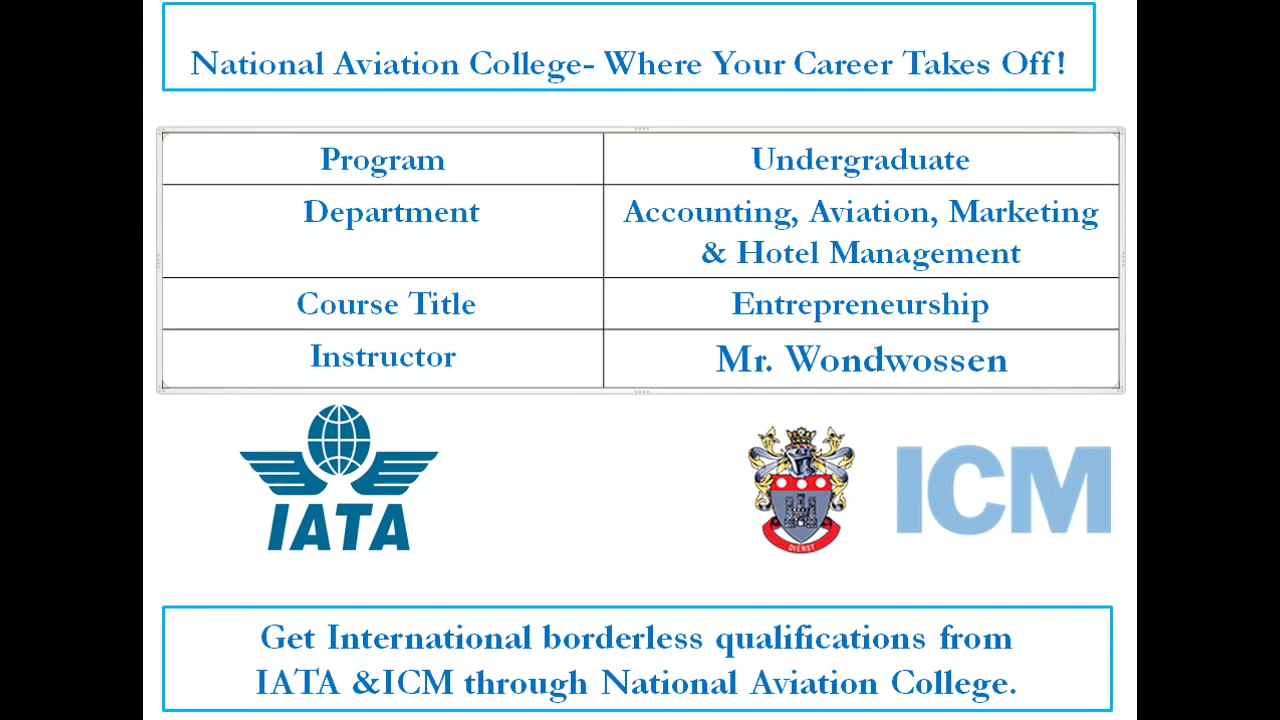 National Aviation College- Where Your Career Takes Off!
Program
Undergraduate
Department
Accounting, Aviation, Marketing
& Hotel Management
Course Title
Entrepreneurship
Instructor
Mr. Wondwossen
IATA
DIENST
ICM
Get International borderless qualifications from
IATA &ICM through National Aviation College.